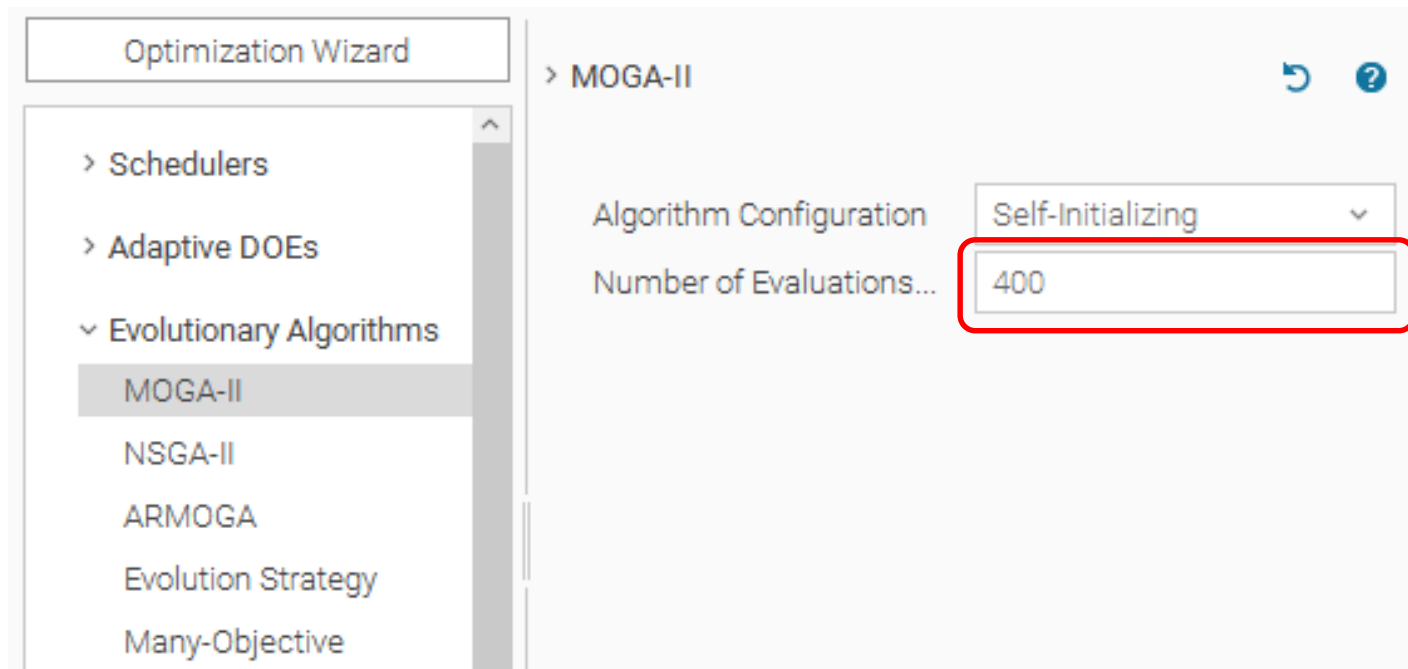 Optimization Wizard
Schedulers
Adaptive DOEs
Evolutionary Algorithms
MOGA-II
NSGA-II
ARMOGA
Evolution Strategy
Many-Objective
MOGA-II
Algorithm Configuration Self-Initializing
Number of Evaluations... 400